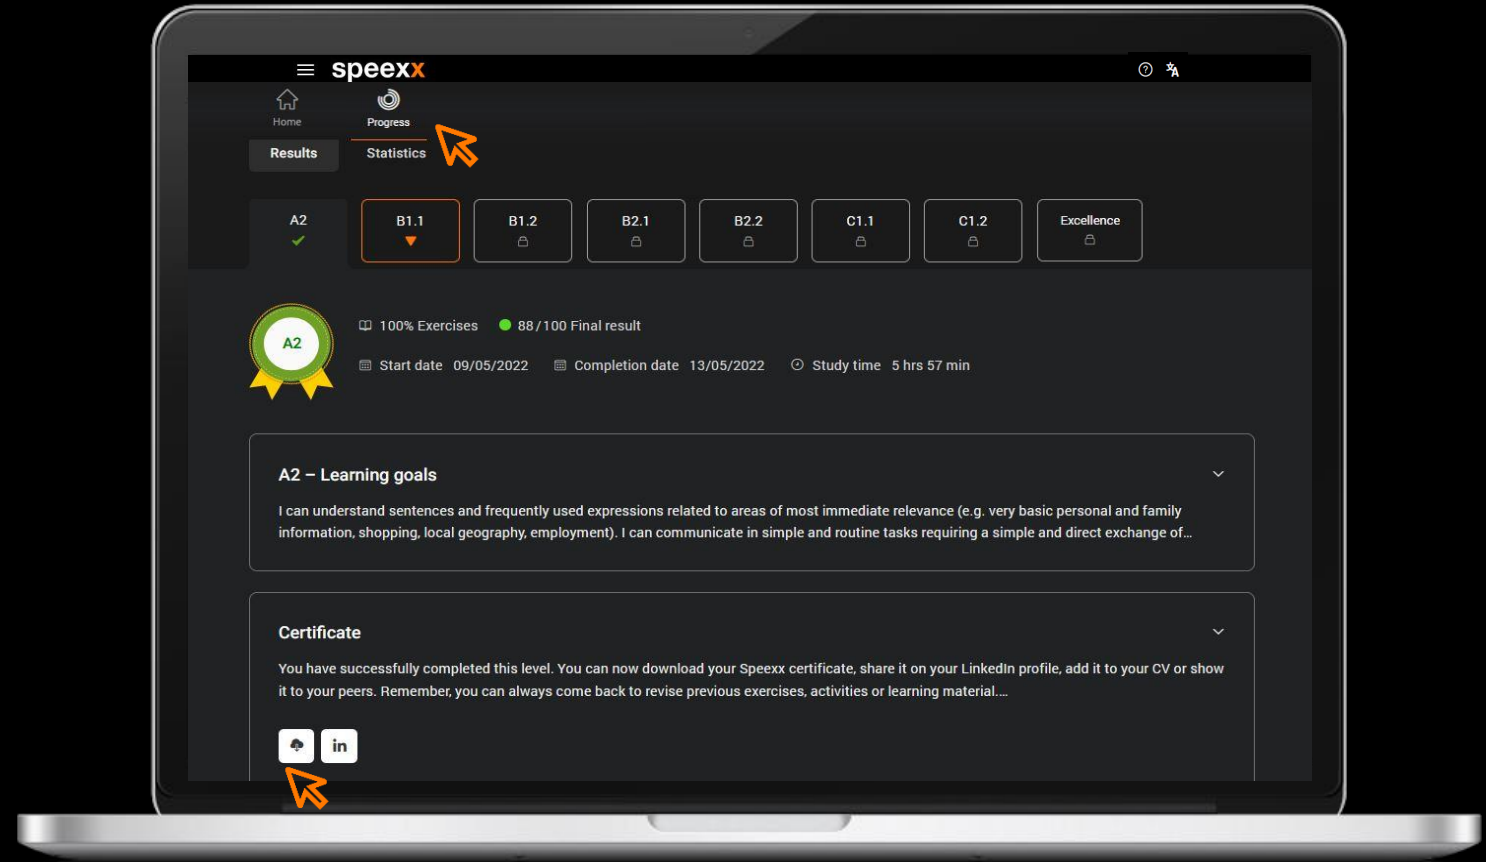 speexx
Home
Progress
Results
Statistics
A2
B1.1
B1.2
B2.1
B2.2
C1.1
C1.2
Excellence
A2
100% Exercises
88/100 Final result
Start date 09/05/2022
Completion date 13/05/2022
Study time 5 hrs 57 min
A2 – Learning goals
I can understand sentences and frequently used expressions related to areas of most immediate relevance (e.g. very basic personal and family
information, shopping, local geography, employment). I can communicate in simple and routine tasks requiring a simple and direct exchange of...
Certificate
You have successfully completed this level. You can now download your Speexx certificate, share it on your LinkedIn profile, add it to your CV or show
it to your peers. Remember, you can always come back to revise previous exercises, activities or learning material....
in